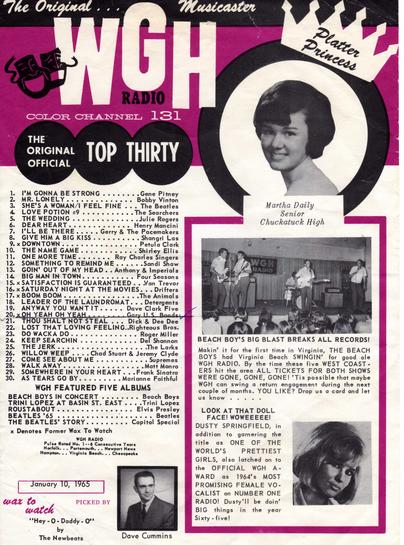 The Original . . . Musicaster
WGH
RADIO
COLOR CHANNEL 131
Platter
Princess
THE
ORIGINAL
OFFICIAL
TOP THIRTY
Martha Daily
Senior
Chuckatuck High
1. I'M GONNA BE STRONG . . . . . . . . Gene Pitney
2. MR. LONELY . . . . . . . . Bobby Vinton
3. SHE'S A WOMAN/I FEEL FINE . . . The Beatles
4. LOVE POTION #9 . . . . . . . The Searchers
5. THE WEDDING . . . . . . . . Julie Rogers
6. DEAR HEART . . . . . . . . Henry Mancini
7. I'LL BE THERE . . . . . Gerry & The Pacemakers
8. GIVE HIM A BIG KISS . . . . . . . Shangri Las
9. x DOWNTOWN . . . . . . . . Petula Clark
10. THE NAME GAME . . . . . . . . Shirley Ellis
11. ONE MORE TIME . . . . Ray Charles Singers
12. SOMETHING TO REMIND ME . . . . Sandi Shaw
13. GOIN' OUT OF MY HEAD . . Anthony & Imperials
14. BIG MAN IN TOWN . . . . . . . Four Seasons
15. x SATISFACTION IS GUARANTEED . . Van Trevor
16. x SATURDAY NIGHT AT THE MOVIES . . Drifters
17. x BOOM BOOM . . . . . . . . The Animals
18. LEADER OF THE LAUNDROMAT . . Detergents
19. ANYWAY YOU WANT IT . . . . . Dave Clark Five
20. x OH YEAH OH YEAH . . . . Gary U.S. Bonds
21. THOU SHALT NOT STEAL . . . Dick & Dee Dee
22. LOST THAT LOVING FEELING . . Righteous Bros.
23. DO WACKA DO . . . . . . . . Roger Miller
24. KEEP SEARCHIN . . . . . . . . Del Shannon
25. THE JERK . . . . . . . . The Larks
26. WILLOW WEEP . . . Chad Stuart & Jeremy Clyde
27. COME SEE ABOUT ME . . . . . . Supremes
28. WALK AWAY . . . . . . . . Matt Monro
29. SOMEWHERE IN YOUR HEART . . . Frank Sinatra
30. AS TEARS GO BY . . . . . . Marianne Faithful
WGH FEATURED FIVE ALBUMS
BEACH BOYS IN CONCERT . . . . . Beach Boys
TRINI LOPEZ AT BASIN ST. EAST . . . . Trini Lopez
ROUSTABOUT . . . . . . . . Elvis Presley
BEATLES '65 . . . . . . . . Beatles
THE BEATLES' STORY . . . . . . Capitol Special
x Denotes Former Wax To Watch
WGH RADIO
Pulse Rated No. 1 - 6 Consecutive Years
Norfolk . . . Portsmouth . . . Newport News
Hampton . . . Virginia Beach . . . Chesapeake
WGH
RADIO
BEACH BOY'S BIG BLAST BREAKS ALL RECORDS!
Makin' it for the first time in Virginia, THE BEACH
BOYS had Virginia Beach SWINGIN' for good ole
WGH RADIO. By the time these five WEST COAST-
ERS hit the area ALL TICKETS FOR BOTH SHOWS
WERE GONE, GONE, GONE! 'Tis possible that maybe
WGH can swing a return engagement during the next
couple of months. YOU LIKE? Drop us a card and let
us know . . . . .
LOOK AT THAT DOLL
FACE! WOWEEEEE!
DUSTY SPRINGFIELD, in
addition to garnering the
title as ONE OF THE
WORLD'S PRETTIEST
GIRLS, also latched on to
the OFFICIAL WGH A-
WARD as 1964's MOST
PROMISING FEMALE VO-
CALIST on NUMBER ONE
RADIO! Dusty'll be doin'
BIG things in the year
Sixty-five!
January 10, 1965
wax to
watch
PICKED BY
"Hey - O - Daddy - O"
by
The Newbeats
Dave Cummins